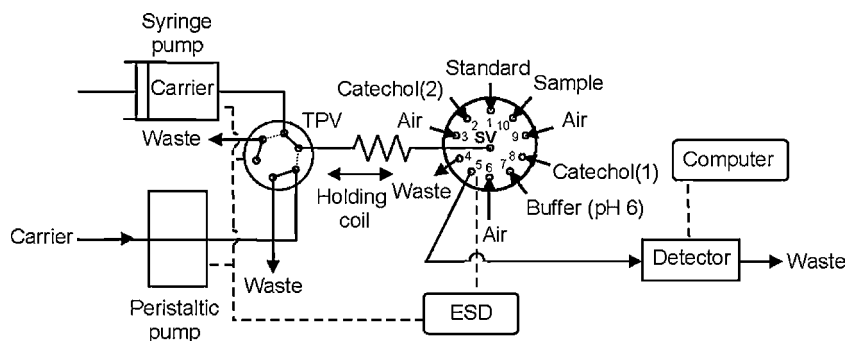 Syringe
pump
Carrier
TPV
Waste
Holding
coil
Standard
Catechol(2)
Sample
Air
Air
1
2
10
3
SV
9
4
8
5
6
7
Waste
Catechol(1)
Buffer (pH 6)
Air
Computer
Carrier
Waste
Detector
Waste
Peristaltic
pump
ESD